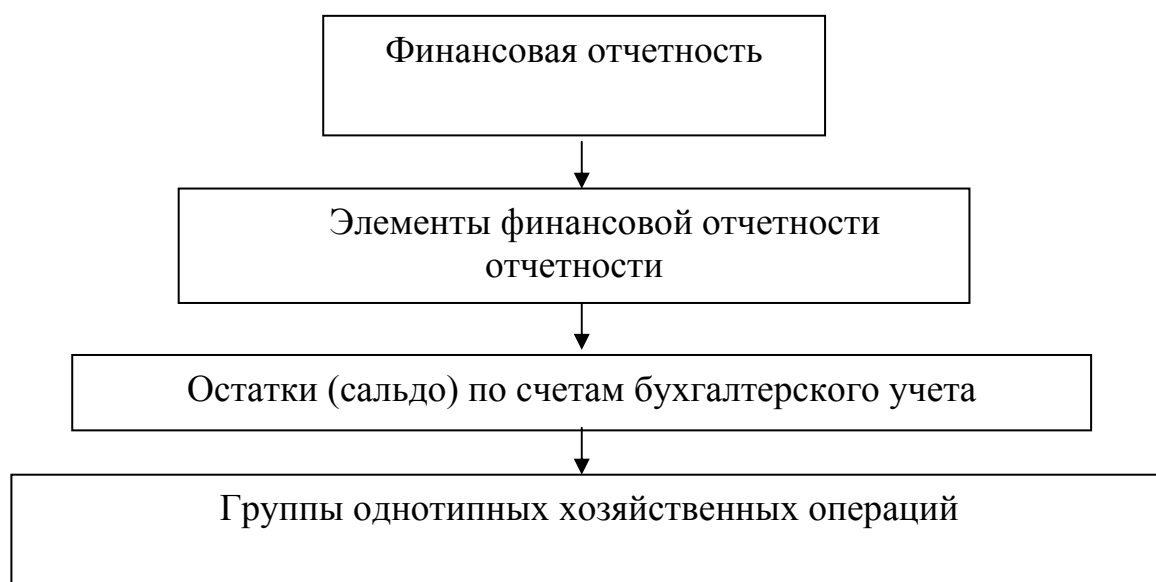 Финансовая отчетность
Элементы финансовой отчетности
отчетности
Остатки (сальдо) по счетам бухгалтерского учета
Группы однотипных хозяйственных операций